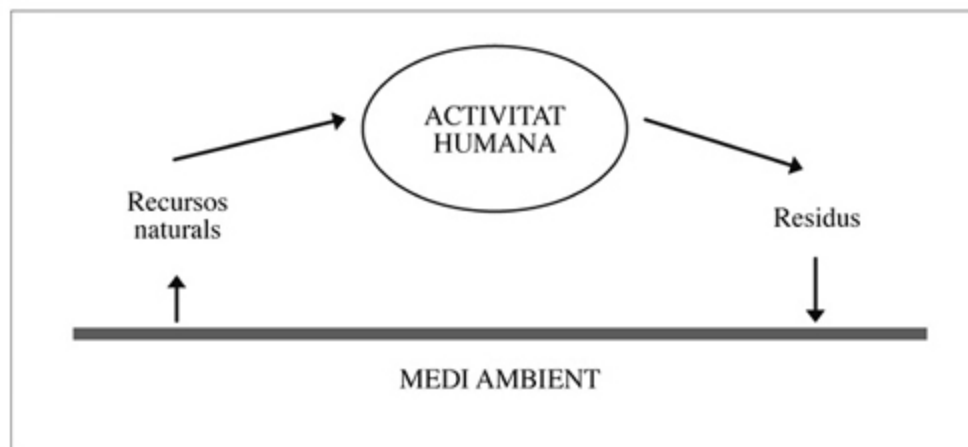 ACTIVITAT
HUMANA
Recursos
naturals
Residus
MEDI AMBIENT